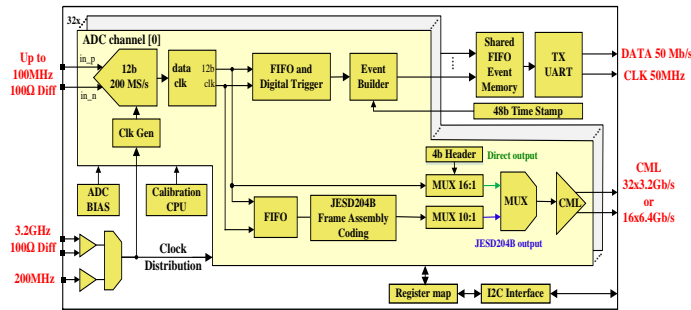 32x
ADC channel [0]
Up to
100MHz
100Ω Diff
in_p
in_n
12b
200 MS/s
data
clk
12b
clk
FIFO and
Digital Trigger
Event
Builder
Shared
FIFO
Event
Memory
TX
UART
DATA 50 Mb/s
CLK 50MHz
48b Time Stamp
Clk Gen
4b Header
Direct output
ADC
BIAS
Calibration
CPU
FIFO
JESD204B
Frame Assembly
Coding
MUX 16:1
MUX 10:1
MUX
CML
JESD204B output
CML
32x3.2Gb/s
or
16x6.4Gb/s
3.2GHz
100Ω Diff
200MHz
Clock
Distribution
Register map
I2C Interface